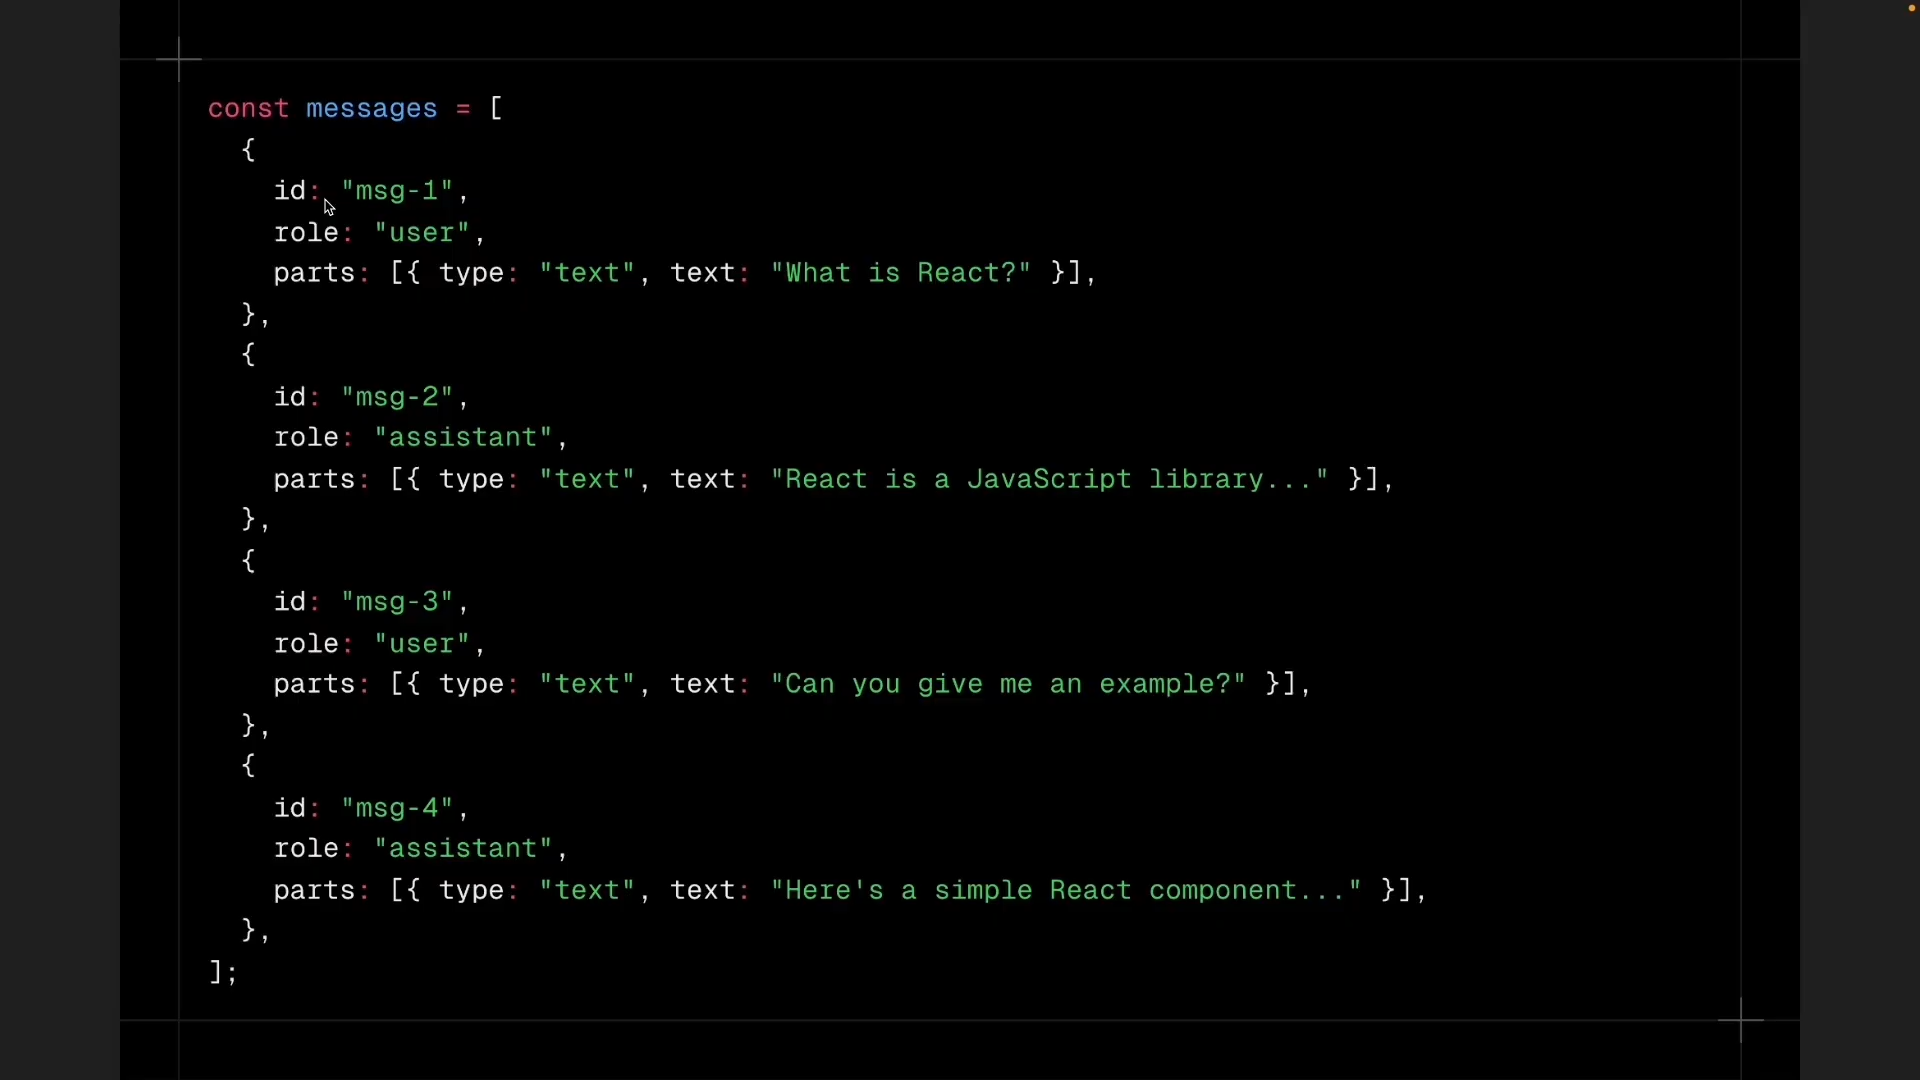 const messages = [
  {
    id: "msg-1",
    role: "user",
    parts: [{ type: "text", text: "What is React?" }],
  },
  {
    id: "msg-2",
    role: "assistant",
    parts: [{ type: "text", text: "React is a JavaScript library..." }],
  },
  {
    id: "msg-3",
    role: "user",
    parts: [{ type: "text", text: "Can you give me an example?" }],
  },
  {
    id: "msg-4",
    role: "assistant",
    parts: [{ type: "text", text: "Here's a simple React component..." }],
  },
];